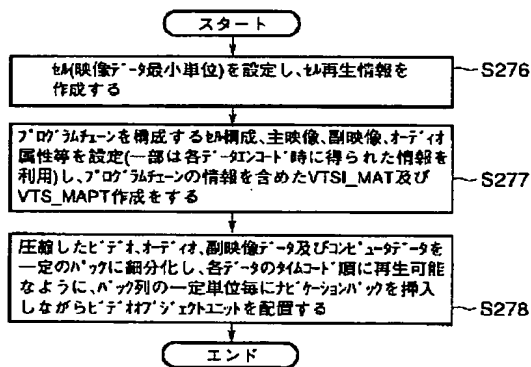 スタート
セル(映像データ最小単位)を設定し、セル再生情報を
作成する
S276
プログラムチェーンを構成するセル構成、主映像、副映像、オーディオ
属性等を設定(一部は各データエンコード時に得られた情報を
利用)し、プログラムチェーンの情報を含めたVTSI_MAT及び
VTS_MAPT作成をする
S277
圧縮したビデオ、オーディオ、副映像データ及びコンピュータデータを
一定のパックに細分化し、各データのタイムコード順に再生可能
なように、パック列の一定単位毎にナビケーションパックを挿入
しながらビデオオブジェクトユニットを配置する
S278
エンド